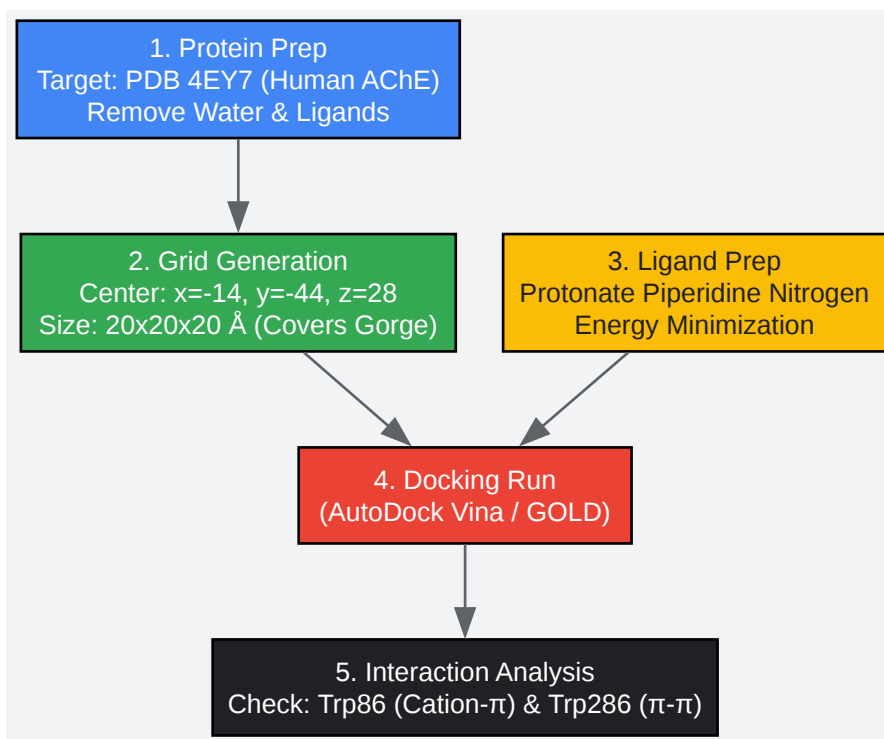 1. Protein Prep
Target: PDB 4EY7 (Human AChE)
Remove Water & Ligands
2. Grid Generation
Center: x=-14, y=-44, z=28
Size: 20x20x20 Å (Covers Gorge)
3. Ligand Prep
Protonate Piperidine Nitrogen
Energy Minimization
4. Docking Run
(AutoDock Vina / GOLD)
5. Interaction Analysis
Check: Trp86 (Cation-π) & Trp286 (π-π)